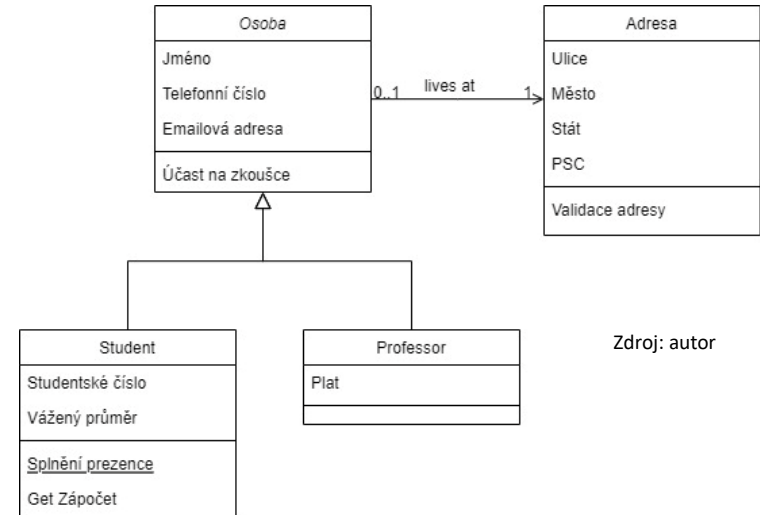 Osoba
Jméno
Telefonní číslo
Emailová adresa
Účast na zkoušce
0..1
lives at
1
Adresa
Ulice
Město
Stát
PSC
Validace adresy
Student
Studentské číslo
Vážený průměr
Splnění prezence
Get Zápočet
Professor
Plat
Zdroj: autor